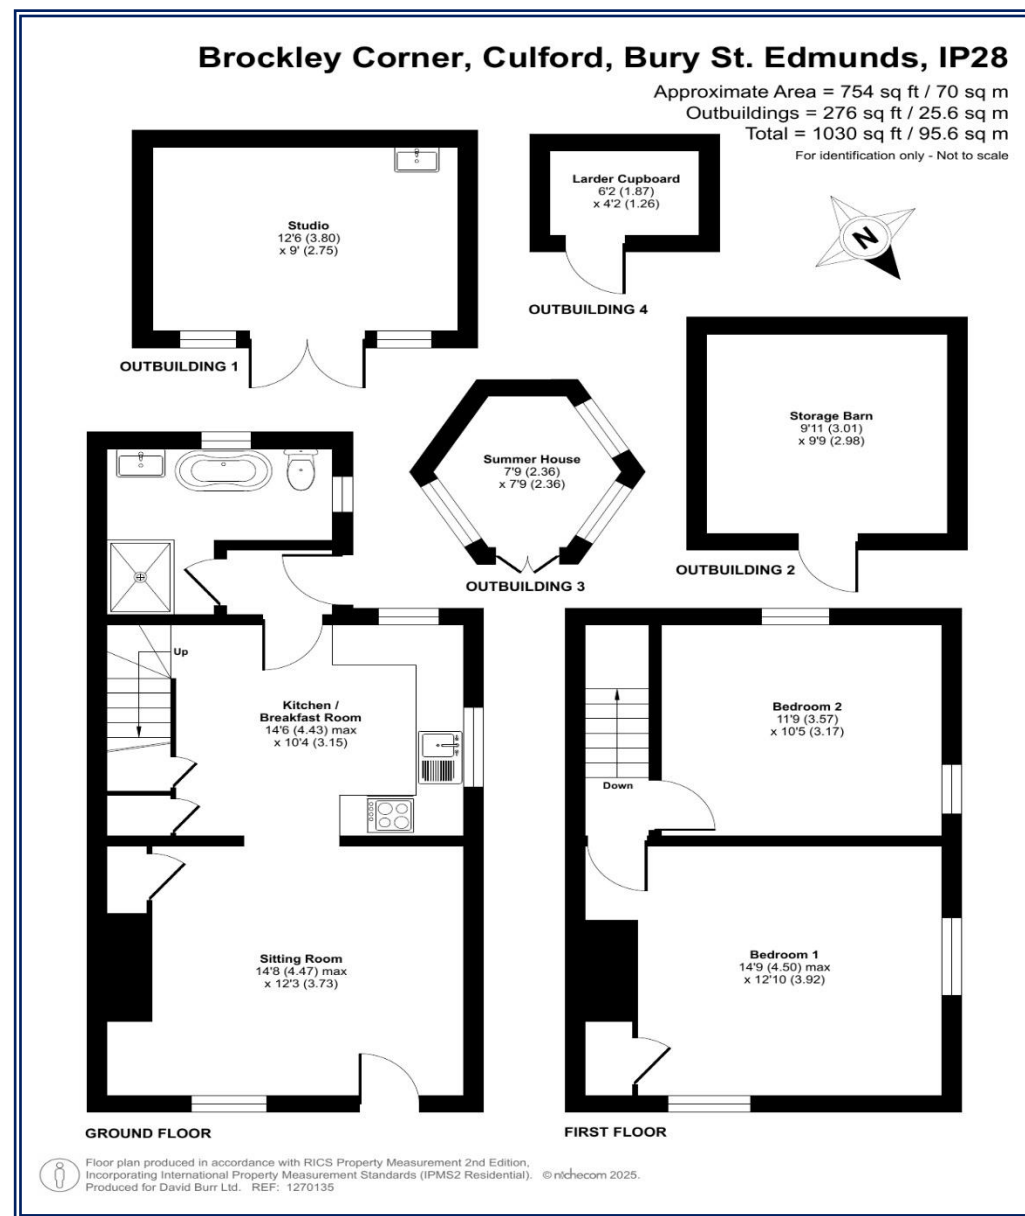 Brockley Corner, Culford, Bury St. Edmunds, IP28
Approximate Area = 754 sq ft / 70 sq m
Outbuildings = 276 sq ft / 25.6 sq m
Total = 1030 sq ft / 95.6 sq m
For identification only - Not to scale
N
Studio
12'6 (3.80)
x 9' (2.75)
OUTBUILDING 1
Larder Cupboard
6'2 (1.87)
x 4'2 (1.26)
OUTBUILDING 4
Summer House
7'9 (2.36)
x 7'9 (2.36)
OUTBUILDING 3
Storage Barn
9'11 (3.01)
x 9'9 (2.98)
OUTBUILDING 2
Up
Kitchen /
Breakfast Room
14'6 (4.43) max
x 10'4 (3.15)
Sitting Room
14'8 (4.47) max
x 12'3 (3.73)
GROUND FLOOR
Bedroom 2
11'9 (3.57)
x 10'5 (3.17)
Down
Bedroom 1
14'9 (4.50) max
x 12'10 (3.92)
FIRST FLOOR
Floor plan produced in accordance with RICS Property Measurement 2nd Edition,
Incorporating International Property Measurement Standards (IPMS2 Residential). © nichecom 2025.
Produced for David Burr Ltd. REF: 1270135